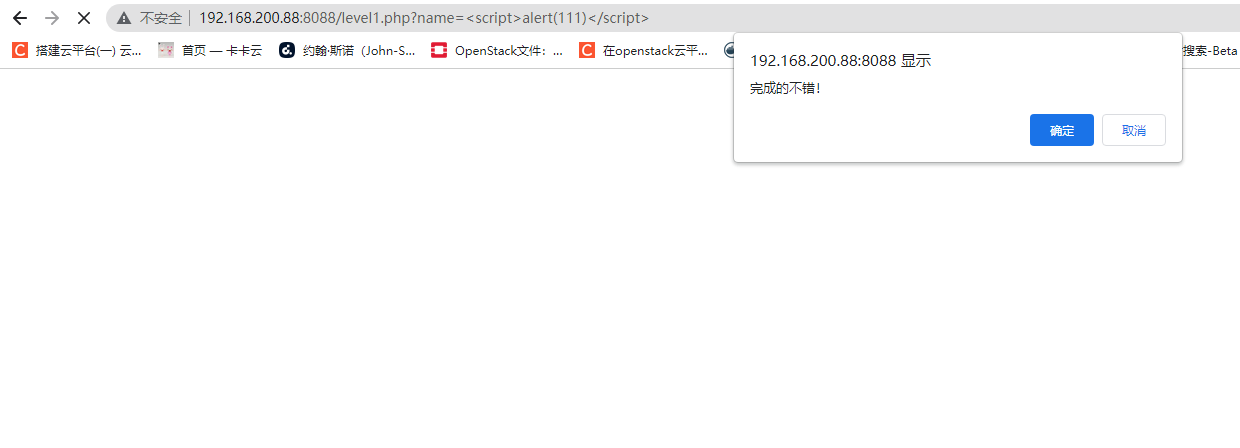 不安全 192.168.200.88:8088/level1.php?name=<script>alert(111)</script>
搭建云平台(一) 云... 首页 — 卡卡云 约翰·斯诺（John-S... OpenStack文件：... 在openstack云平... 搜索-Beta
192.168.200.88:8088 显示
完成的不错!
确定 取消